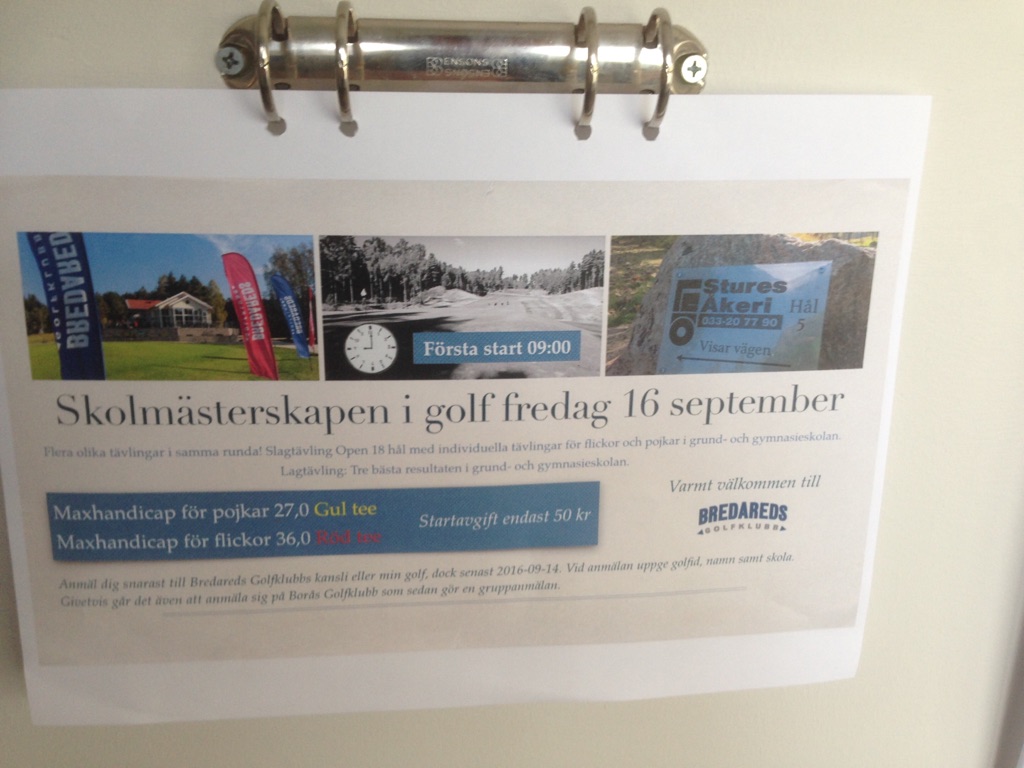 ENSONS
BREDAREDS
GOLFKLUBB
BREDAREDS
BREDAREDS
Första start 09:00
Stures
Åkeri
033-20 77 90
Hål
5
Visar vägen
Skolmästerskapen i golf fredag 16 september
Flera olika tävlingar i samma runda! Slagtävling Open 18 hål med individuella tävlingar för flickor och pojkar i grund- och gymnasieskolan.
Lagtävling: Tre bästa resultaten i grund- och gymnasieskolan.
Maxhandicap för pojkar 27,0 Gul tee
Maxhandicap för flickor 36,0 Röd tee
Startavgift endast 50 kr
Varmt välkommen till
BREDAREDS
GOLFKLUBB
Anmäl dig snarast till Bredareds Golfklubbs kansli eller min golf, dock senast 2016-09-14. Vid anmälan uppge golfid, namn samt skola.
Givetvis går det även att anmäla sig på Borås Golfklubb som sedan gör en gruppanmälan.